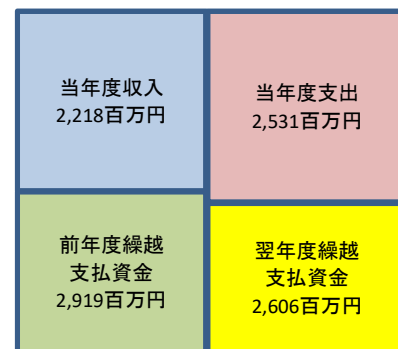 当年度収入
2,218百万円
当年度支出
2,531百万円
前年度繰越
支払資金
2,919百万円
翌年度繰越
支払資金
2,606百万円